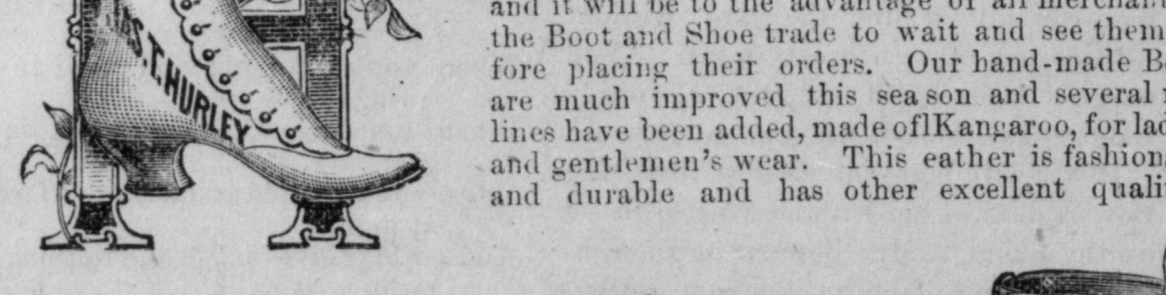 S.T. HURLEY
and it will be to the advantage of all merchan
the Boot and Shoe trade to wait and see them
fore placing their orders. Our hand-made B
are much improved this sea son and several
lines have been added, made oflKangaroo, for lad
and gentlemen's wear. This eather is fashion
and durable and has other excellent quali